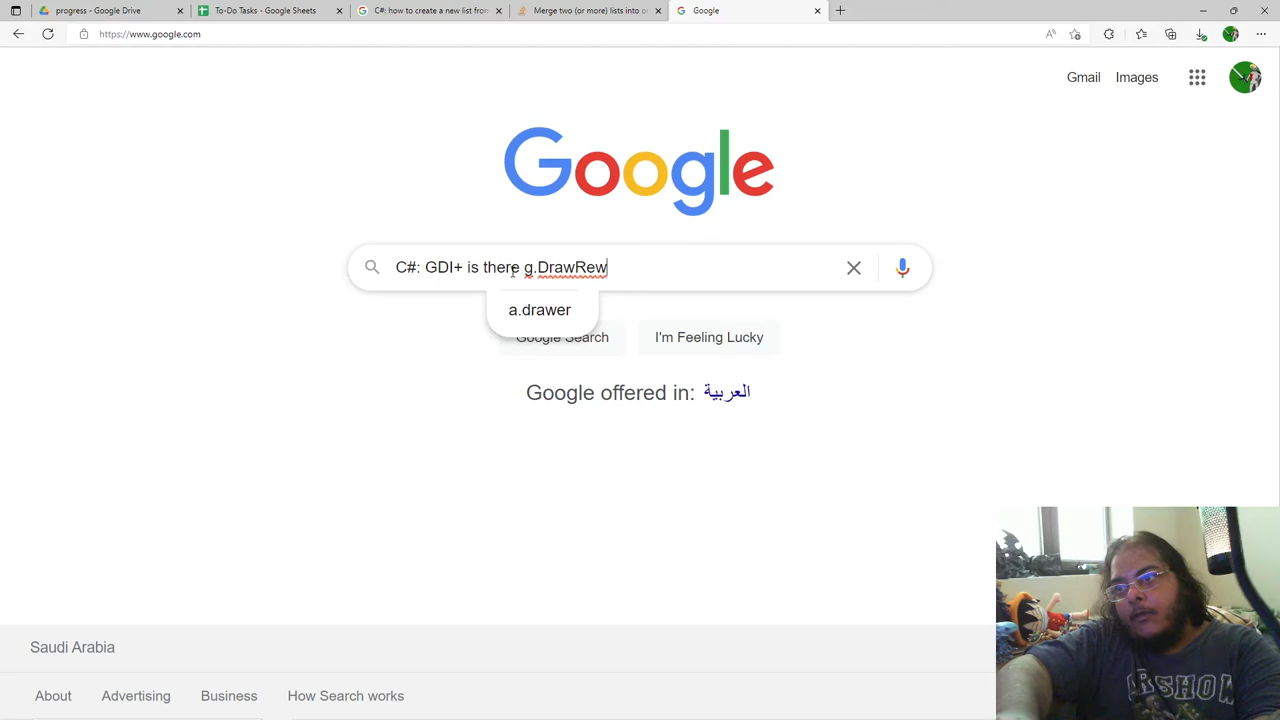 progress - Google Drive
To-Do Tasks - Google Sheets
C#: how to create a new list from
Merge two (or more) lists into o
Google
https://www.google.com
Gmail
Images
Google
C#: GDI+ is there g.DrawRew
a.drawer
Google Search
I'm Feeling Lucky
Google offered in: العربية
Saudi Arabia
About
Advertising
Business
How Search works